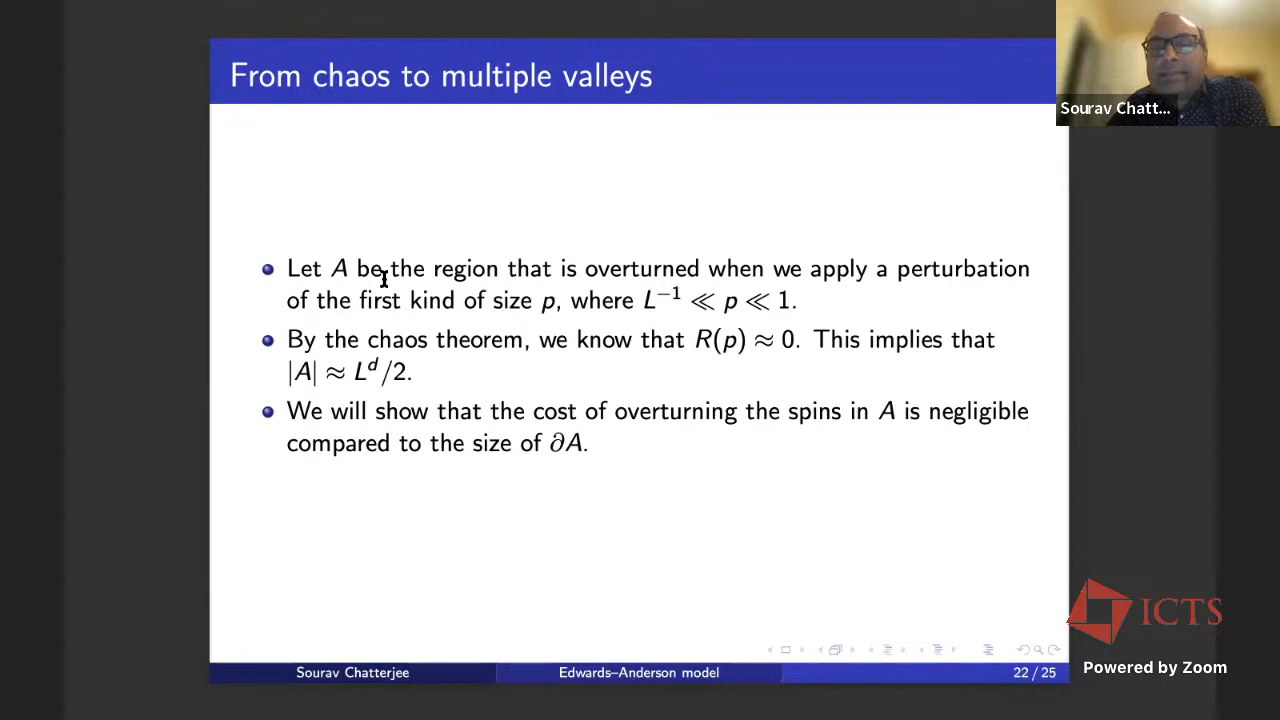 From chaos to multiple valleys
Sourav Chatt...
Let A be the region that is overturned when we apply a perturbation
of the first kind of size p, where L⁻¹ ≪ p ≪ 1.
By the chaos theorem, we know that R(p) ≈ 0. This implies that
|A| ≈ Lᵈ/2.
We will show that the cost of overturning the spins in A is negligible
compared to the size of ∂A.
ICTS
Powered by Zoom
Sourav Chatterjee
Edwards–Anderson model
22 / 25